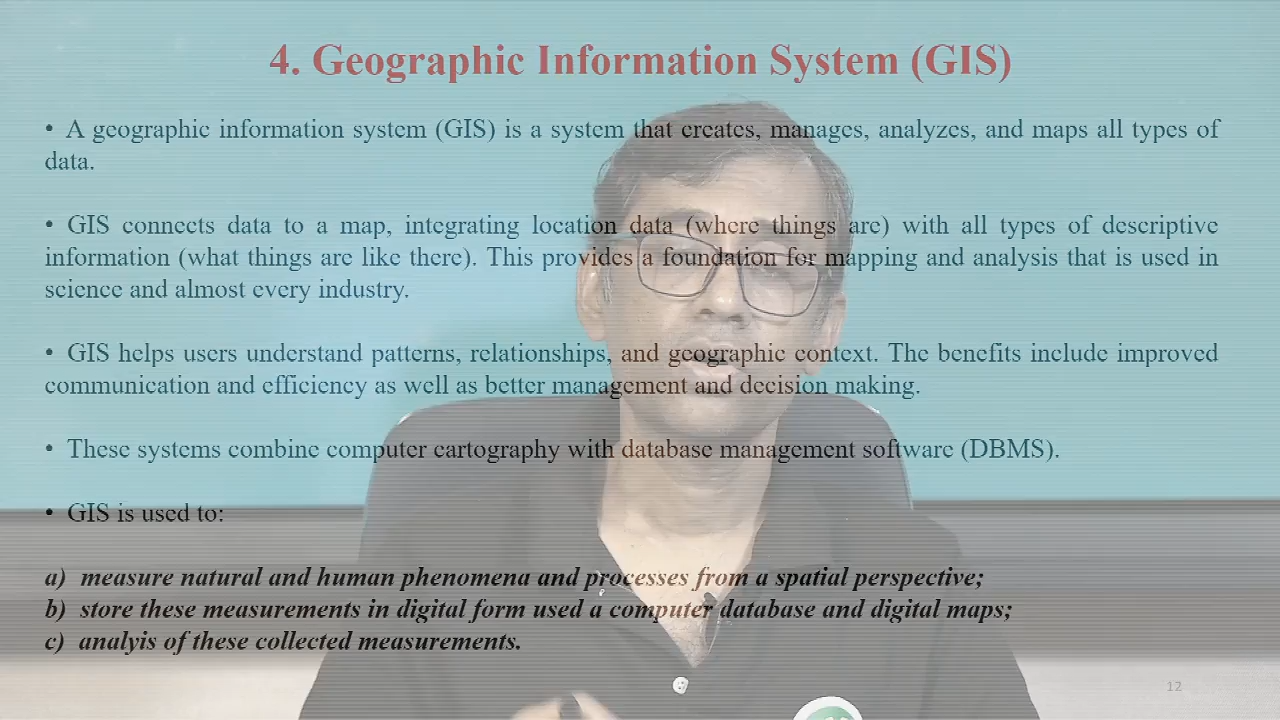 4. Geographic Information System (GIS)
• A geographic information system (GIS) is a system that creates, manages, analyzes, and maps all types of
data.
• GIS connects data to a map, integrating location data (where things are) with all types of descriptive
information (what things are like there). This provides a foundation for mapping and analysis that is used in
science and almost every industry.
• GIS helps users understand patterns, relationships, and geographic context. The benefits include improved
communication and efficiency as well as better management and decision making.
• These systems combine computer cartography with database management software (DBMS).
• GIS is used to:
a) measure natural and human phenomena and processes from a spatial perspective;
b) store these measurements in digital form used a computer database and digital maps;
c) analyis of these collected measurements.
12